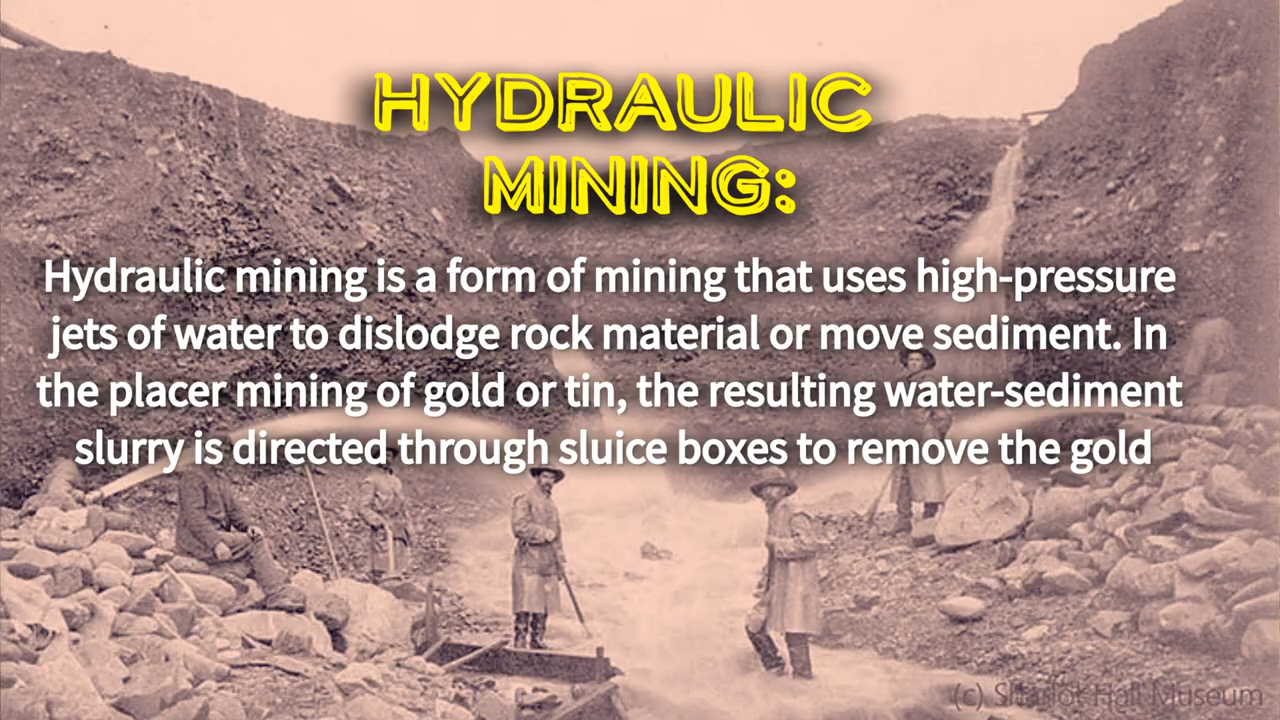 HYDRAULIC
MINING:
Hydraulic mining is a form of mining that uses high-pressure
jets of water to dislodge rock material or move sediment. In
the placer mining of gold or tin, the resulting water-sediment
slurry is directed through sluice boxes to remove the gold
(c) Sharlot Hall Museum